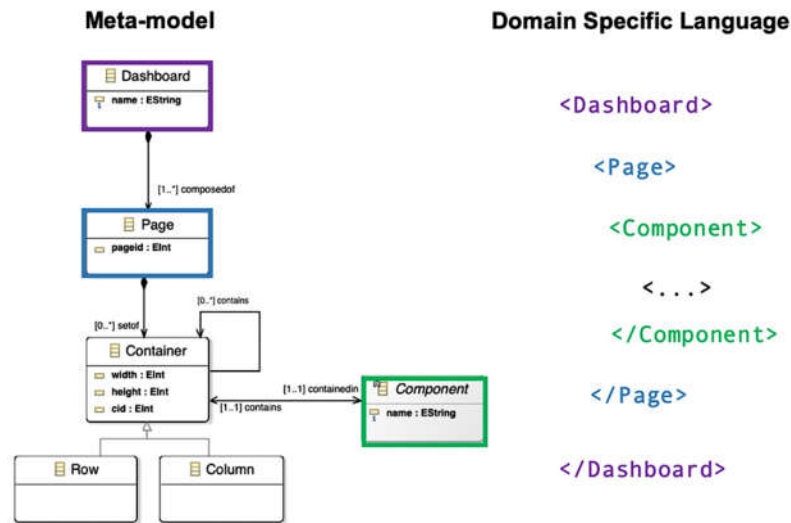 Meta-model
Domain Specific Language
Dashboard
name : EString
[1..*] composedof
Page
pageid : EInt
[0..*] contains
[0..*] setof
Container
width : EInt
height : EInt
cid : EInt
[1..1] containedin
[1..1] contains
Component
name : EString
Row
Column
<Dashboard>
<Page>
<Component>
<...>
</Component>
</Page>
</Dashboard>